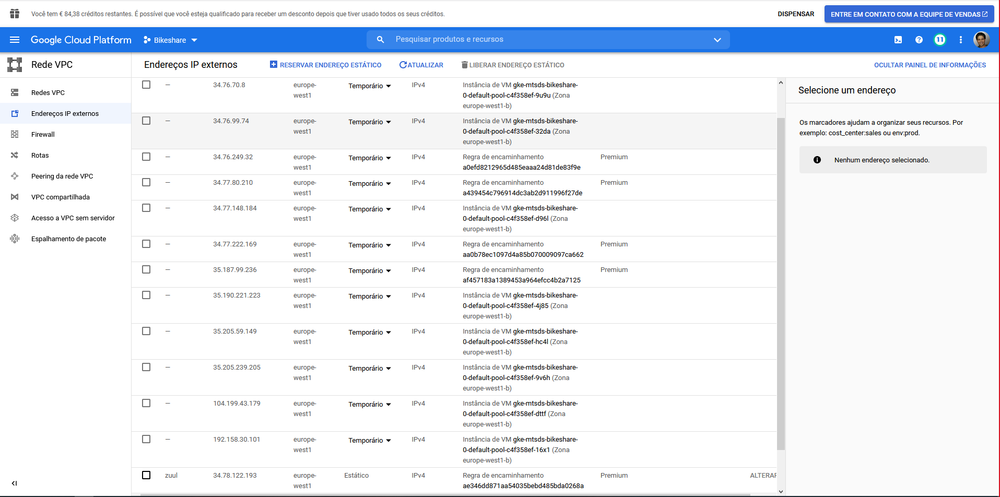 Você tem € 84,38 créditos restantes. É possível que você esteja qualificado para receber um desconto depois que tiver usado todos os seus créditos.
DISPENSAR
ENTRE EM CONTATO COM A EQUIPE DE VENDAS
Google Cloud Platform
Bikeshare
Pesquisar produtos e recursos
11
Rede VPC
Endereços IP externos
RESERVAR ENDEREÇO ESTÁTICO
ATUALIZAR
LIBERAR ENDEREÇO ESTÁTICO
OCULTAR PAINEL DE INFORMAÇÕES
Redes VPC
Endereços IP externos
Firewall
Rotas
Peering da rede VPC
VPC compartilhada
Acesso a VPC sem servidor
Espalhamento de pacote
— 34.76.70.8 europe- Temporário IPv4 Instância de VM gke-mtsds-bikeshare-
west1 0-default-pool-c4f358ef-9u9u (Zona
europe-west1-b)
— 34.76.99.74 europe- Temporário IPv4 Instância de VM gke-mtsds-bikeshare-
west1 0-default-pool-c4f358ef-32da (Zona
europe-west1-b)
— 34.76.249.32 europe- Temporário IPv4 Regra de encaminhamento Premium
west1 a0efd8212965d485eaaa24d81de83f9e
— 34.77.80.210 europe- Temporário IPv4 Regra de encaminhamento Premium
west1 a439454c796914dc3ab2d911996f27de
— 34.77.148.184 europe- Temporário IPv4 Instância de VM gke-mtsds-bikeshare-
west1 0-default-pool-c4f358ef-d96l (Zona
europe-west1-b)
— 34.77.222.169 europe- Temporário IPv4 Regra de encaminhamento Premium
west1 aa0b78ec1097d4a85b070009097ca662
— 35.187.99.236 europe- Temporário IPv4 Regra de encaminhamento Premium
west1 af457183a1389453a964efcc4b2a7125
— 35.190.221.223 europe- Temporário IPv4 Instância de VM gke-mtsds-bikeshare-
west1 0-default-pool-c4f358ef-4j85 (Zona
europe-west1-b)
— 35.205.59.149 europe- Temporário IPv4 Instância de VM gke-mtsds-bikeshare-
west1 0-default-pool-c4f358ef-hc4l (Zona
europe-west1-b)
— 35.205.239.205 europe- Temporário IPv4 Instância de VM gke-mtsds-bikeshare-
west1 0-default-pool-c4f358ef-9v6h (Zona
europe-west1-b)
— 104.199.43.179 europe- Temporário IPv4 Instância de VM gke-mtsds-bikeshare-
west1 0-default-pool-c4f358ef-dttf (Zona
europe-west1-b)
— 192.158.30.101 europe- Temporário IPv4 Instância de VM gke-mtsds-bikeshare-
west1 0-default-pool-c4f358ef-16x1 (Zona
europe-west1-b)
zuul 34.78.122.193 europe- Estático IPv4 Regra de encaminhamento Premium ALTERAR
west1 ae346dd871aa54035bebd485bda0268a
Selecione um endereço
Os marcadores ajudam a organizar seus recursos. Por
exemplo: cost_center:sales ou env:prod.
Nenhum endereço selecionado.